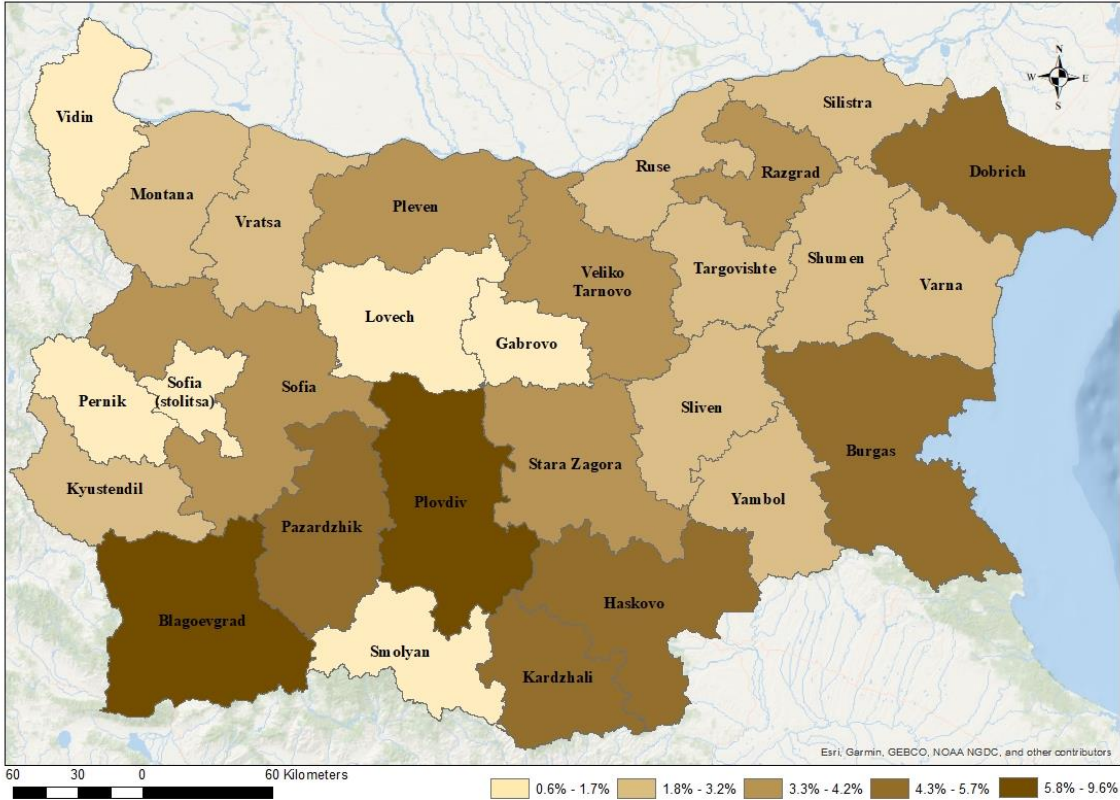 N
W E
S
Vidin
Silistra
Dobrich
Ruse
Razgrad
Montana
Pleven
Vratsa
Veliko
Tarnovo
Targovishte
Shumen
Varna
Lovech
Gabrovo
Sofia
(stolitsa)
Sofia
Pernik
Sliven
Burgas
Stara Zagora
Kyustendil
Yambol
Plovdiv
Pazardzhik
Haskovo
Blagoevgrad
Smolyan
Kardzhali
Esri, Garmin, GEBCO, NOAA NGDC, and other contributors
60 30 0 60 Kilometers
0.6% - 1.7% 1.8% - 3.2% 3.3% - 4.2% 4.3% - 5.7% 5.8% - 9.6%